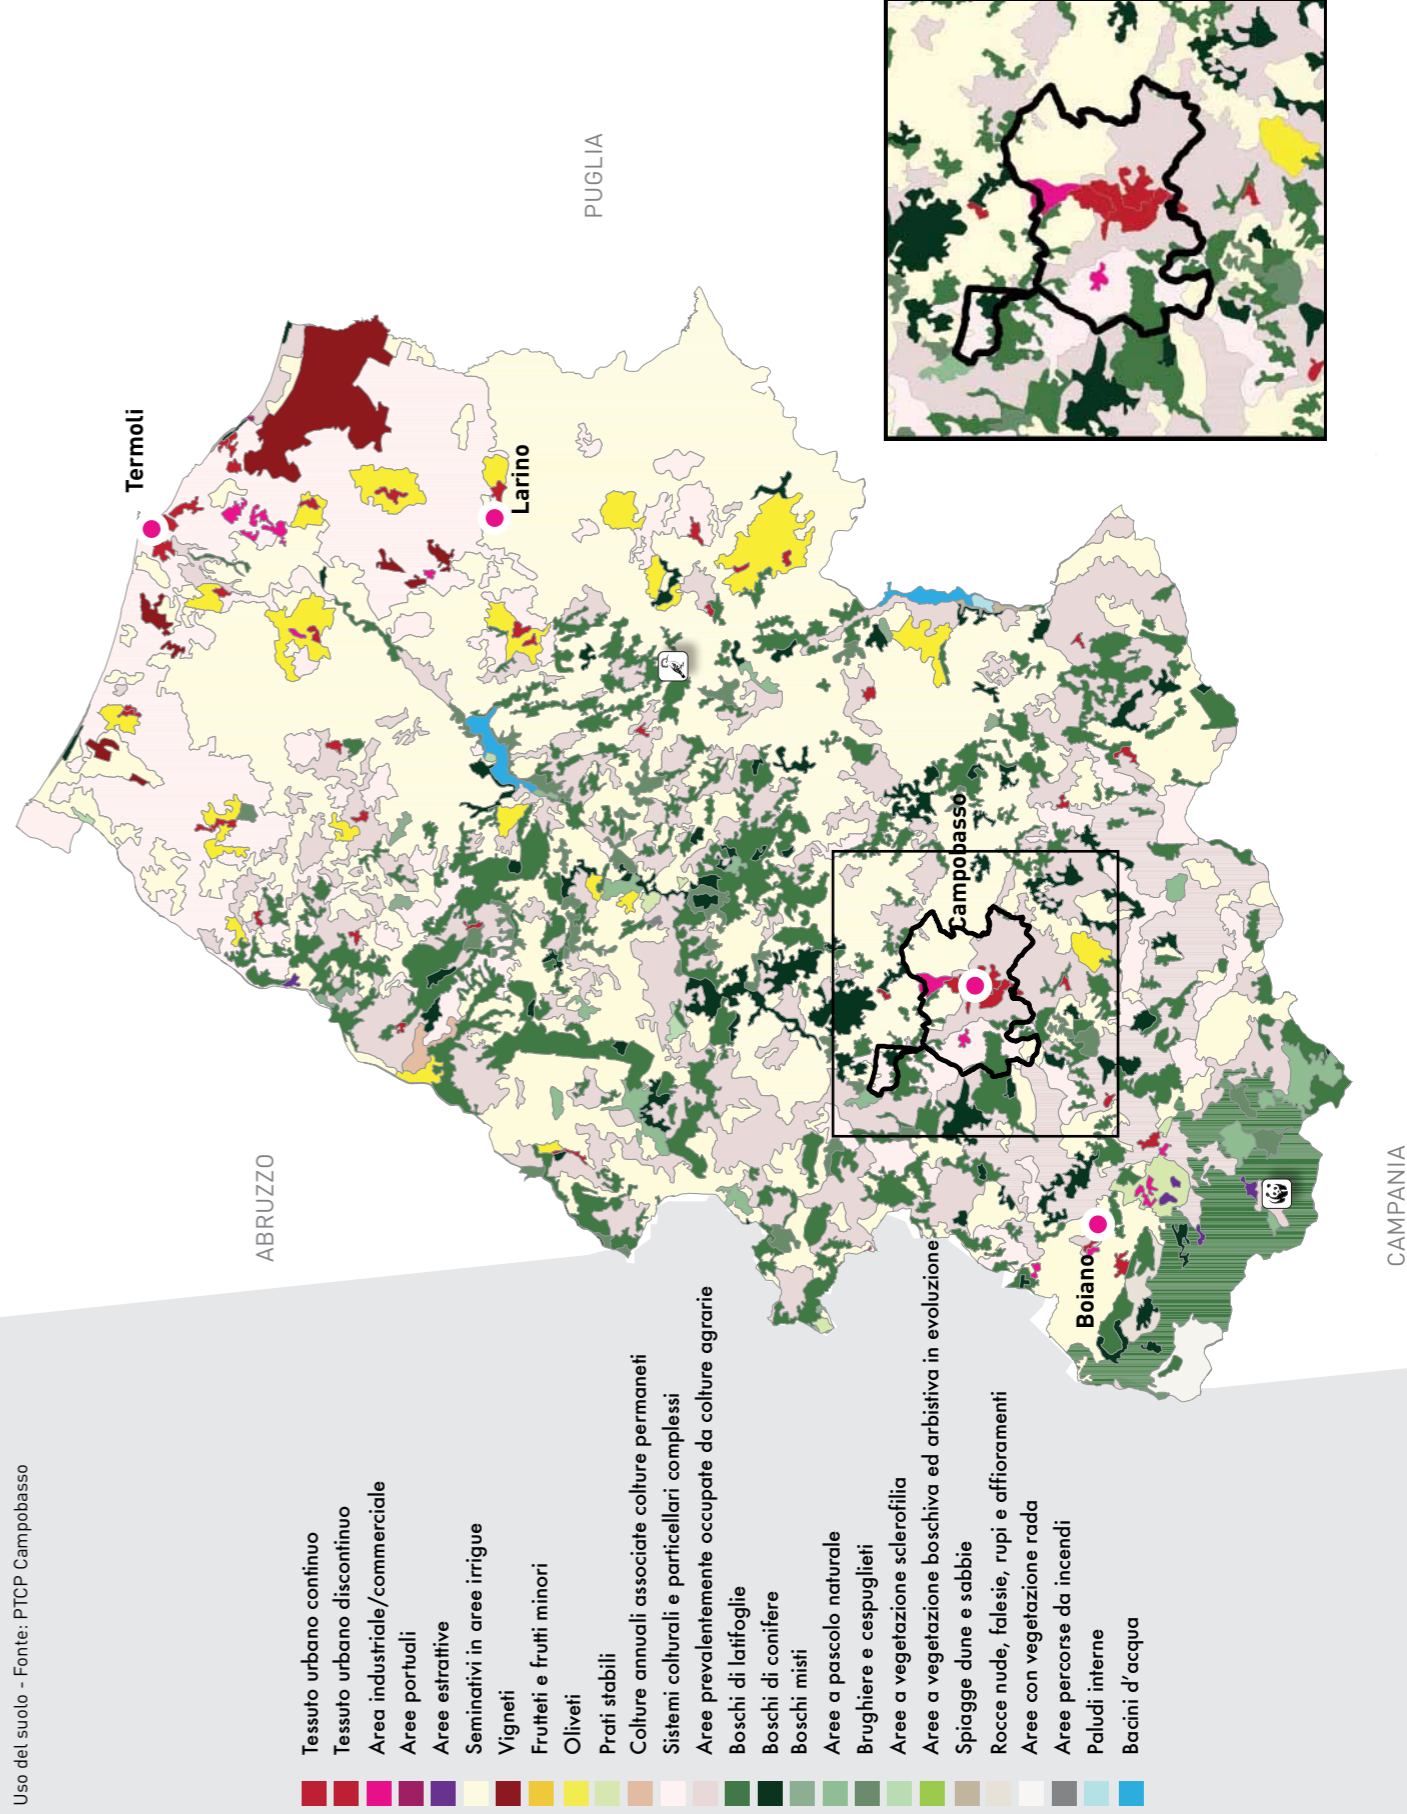 Uso del suolo - Fonte: PTCP Campobasso
Tessuto urbano continuo
Tessuto urbano discontinuo
Area industriale/commerciale
Aree portuali
Aree estrattive
Seminativi in aree irrigue
Vigneti
Frutteti e frutti minori
Oliveti
Prati stabili
Colture annuali associate colture permaneti
Sistemi colturali e particellari complessi
Aree prevalentemente occupate da colture agrarie
Boschi di latifoglie
Boschi di conifere
Boschi misti
Aree a pascolo naturale
Brughiere e cespuglieti
Aree a vegetazione sclerofilia
Aree a vegetazione boschiva ed arbistiva in evoluzione
Spiagge dune e sabbie
Rocce nude, falesie, rupi e affioramenti
Aree con vegetazione rada
Aree percorse da incendi
Paludi interne
Bacini d'acqua
ABRUZZO
Termoli
PUGLIA
Larino
Campobasso
Boiano
CAMPANIA